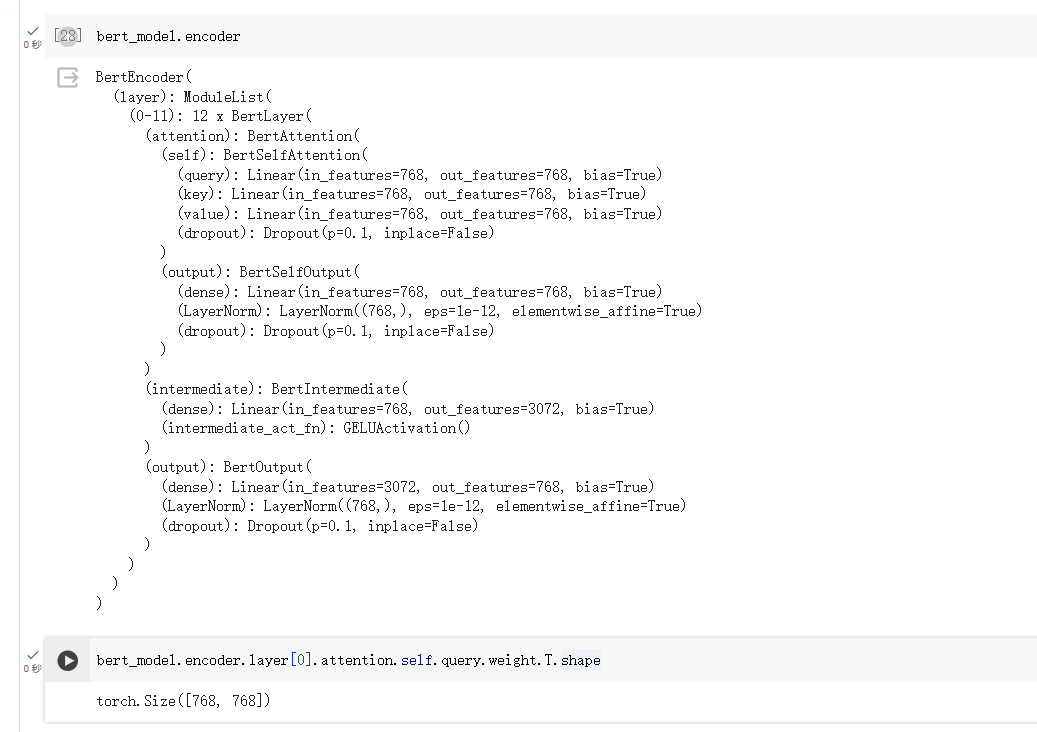 [28] bert_model.encoder
0 秒
BertEncoder(
  (layer): ModuleList(
    (0-11): 12 x BertLayer(
      (attention): BertAttention(
        (self): BertSelfAttention(
          (query): Linear(in_features=768, out_features=768, bias=True)
          (key): Linear(in_features=768, out_features=768, bias=True)
          (value): Linear(in_features=768, out_features=768, bias=True)
          (dropout): Dropout(p=0.1, inplace=False)
        )
        (output): BertSelfOutput(
          (dense): Linear(in_features=768, out_features=768, bias=True)
          (LayerNorm): LayerNorm((768,), eps=1e-12, elementwise_affine=True)
          (dropout): Dropout(p=0.1, inplace=False)
        )
      )
      (intermediate): BertIntermediate(
        (dense): Linear(in_features=768, out_features=3072, bias=True)
        (intermediate_act_fn): GELUActivation()
      )
      (output): BertOutput(
        (dense): Linear(in_features=3072, out_features=768, bias=True)
        (LayerNorm): LayerNorm((768,), eps=1e-12, elementwise_affine=True)
        (dropout): Dropout(p=0.1, inplace=False)
      )
    )
  )
)
bert_model.encoder.layer[0].attention.self.query.weight.T.shape
0 秒
torch.Size([768, 768])